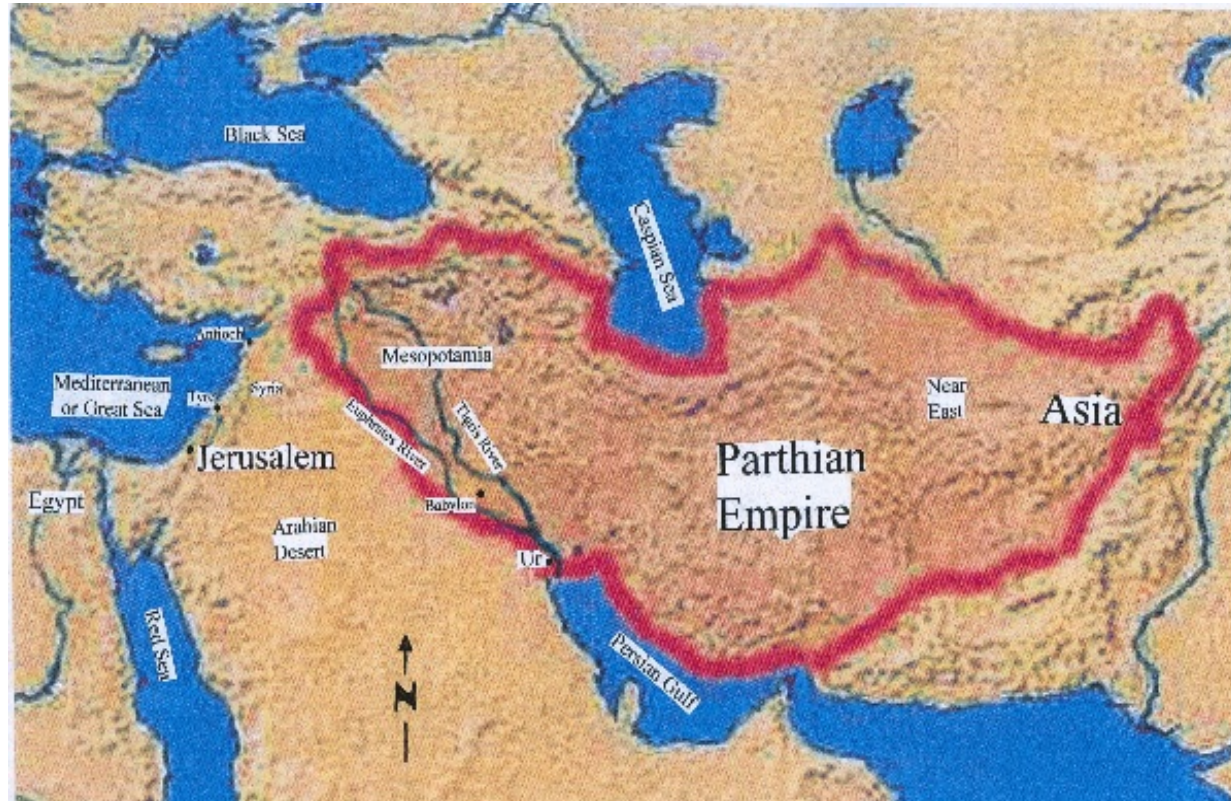 Black Sea
Caspian Sea
Antioch
Mesopotamia
Mediterranean
or Great Sea
Tyre
Syria
Near
East
Asia
Euphrates River
Tigris River
Jerusalem
Parthian
Empire
Egypt
Babylon
Arabian
Desert
Ur
Red Sea
Persian Gulf
N